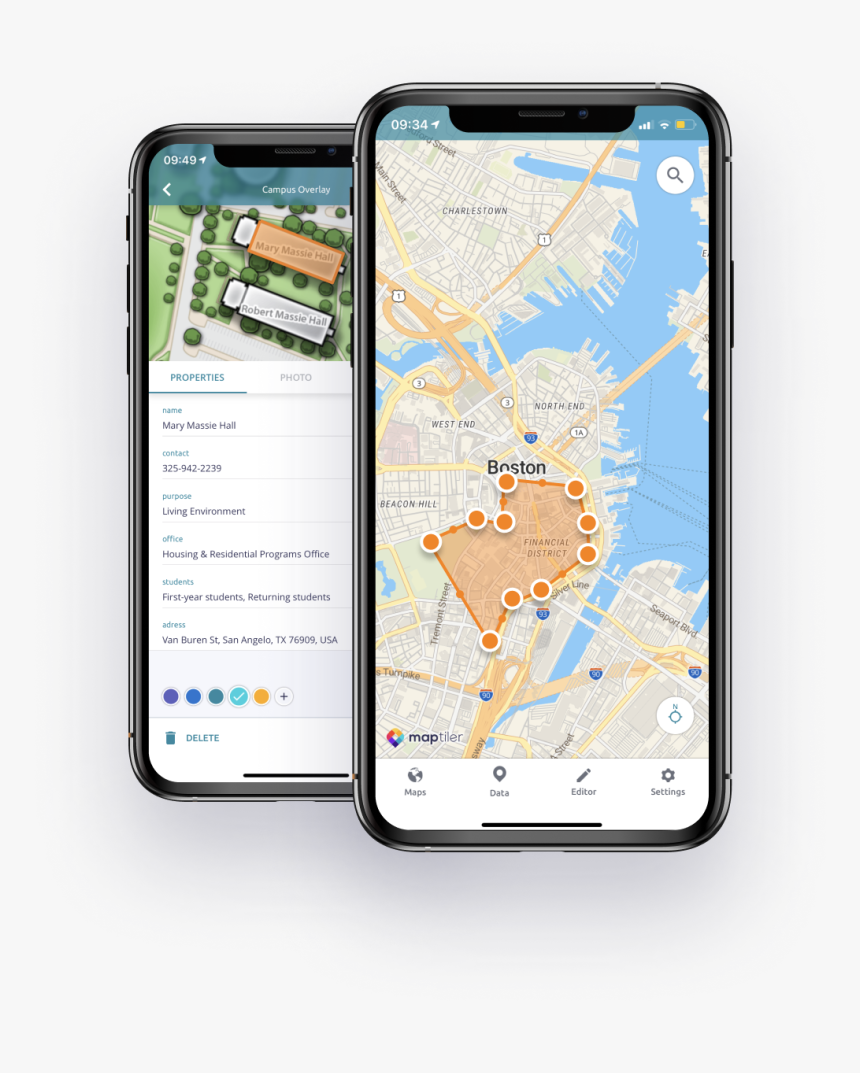 09:49
Campus Overlay
Mary Massie Hall
Robert Massie Hall
PROPERTIES
PHOTO
name
Mary Massie Hall
contact
325-942-2239
purpose
Living Environment
office
Housing & Residential Programs Office
students
First-year students, Returning students
adress
Van Buren St, San Angelo, TX 76909, USA
+
DELETE
09:34
Street
Main Street
CHARLESTOWN
1
1
3
3
NORTH END
WEST END
93
1A
Boston
BEACON HILL
FINANCIAL
DISTRICT
Silver Line
Tremont Street
93
Seaport Blvd
s Turnpike
90
90
90
N
maptiler
Street
Maps
Data
Editor
Settings